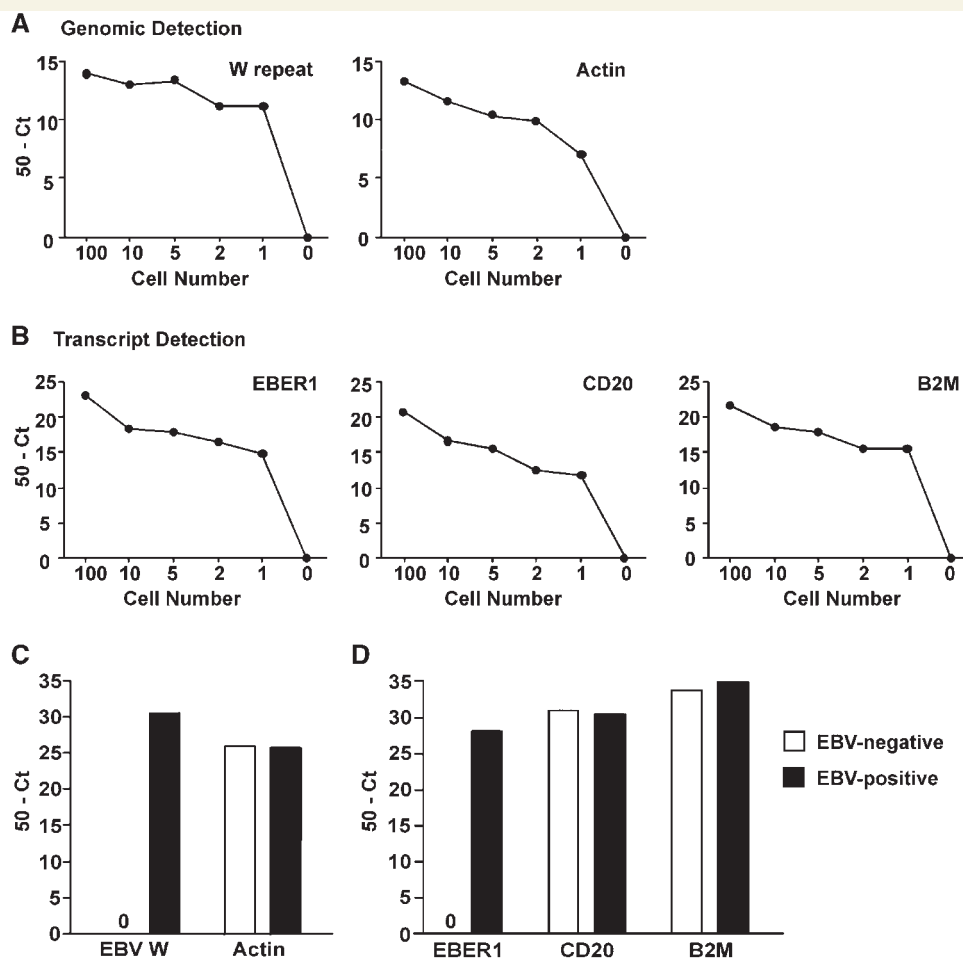 A Genomic Detection
W repeat
15
10
5
0
50 - Ct
100 10 5 2 1 0
Cell Number
Actin
15
10
5
0
100 10 5 2 1 0
Cell Number
B Transcript Detection
EBER1
25
20
15
10
5
0
50 - Ct
100 10 5 2 1 0
Cell Number
CD20
25
20
15
10
5
0
100 10 5 2 1 0
Cell Number
B2M
25
20
15
10
5
0
100 10 5 2 1 0
Cell Number
C
35
30
25
20
15
10
5
0
50 - Ct
0
EBV W Actin
D
35
30
25
20
15
10
5
0
50 - Ct
0
EBER1 CD20 B2M
EBV-negative
EBV-positive